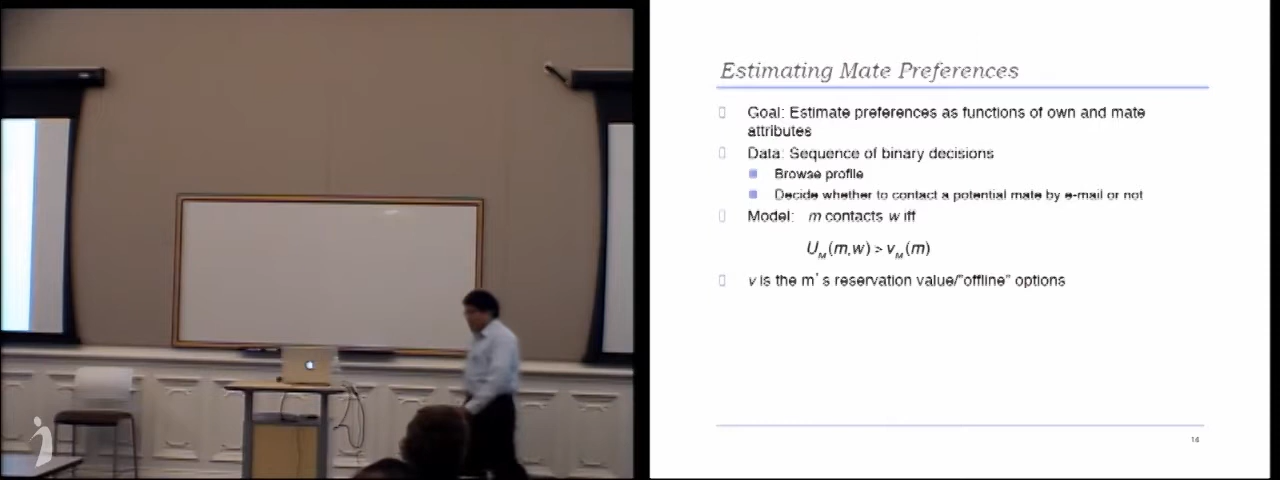 Estimating Mate Preferences
Goal: Estimate preferences as functions of own and mate
attributes
Data: Sequence of binary decisions
Browse profile
Decide whether to contact a potential mate by e-mail or not
Model: m contacts w iff
U_M(m,w) > v_M(m)
v is the m's reservation value/"offline" options
14